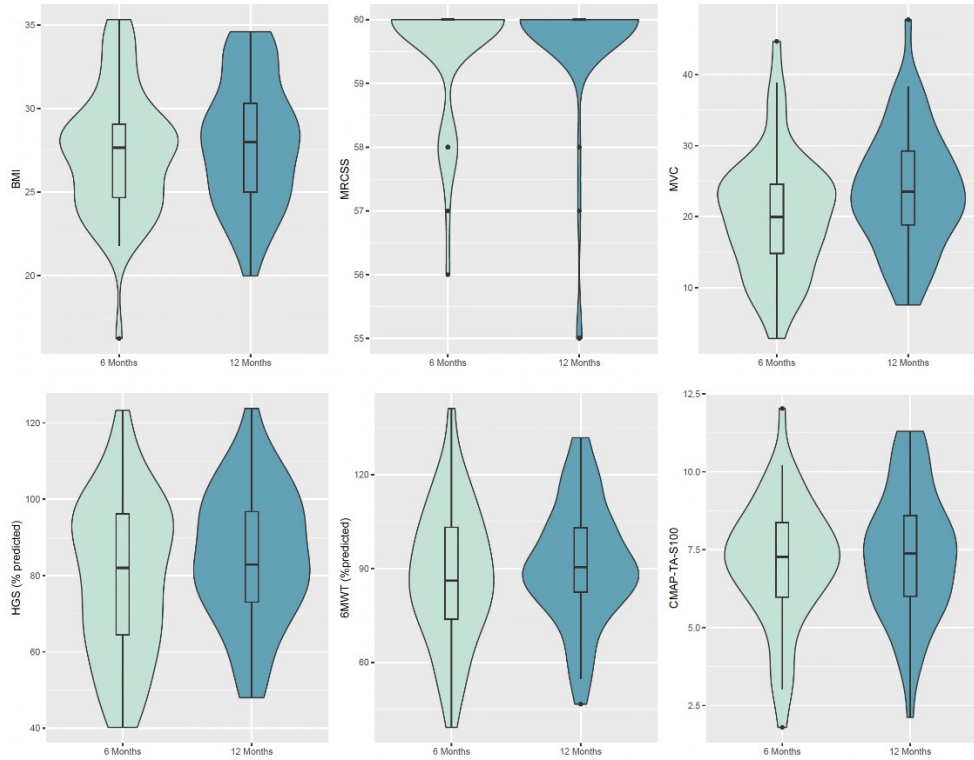 BMI
35
30
25
20
6 Months
12 Months
MRCSS
60
59
58
57
56
55
6 Months
12 Months
MVC
40
30
20
10
6 Months
12 Months
HGS (% predicted)
120
100
80
60
40
6 Months
12 Months
6MWT (%predicted)
120
90
60
6 Months
12 Months
CMAP-TA-S100
12.5
10.0
7.5
5.0
2.5
6 Months
12 Months